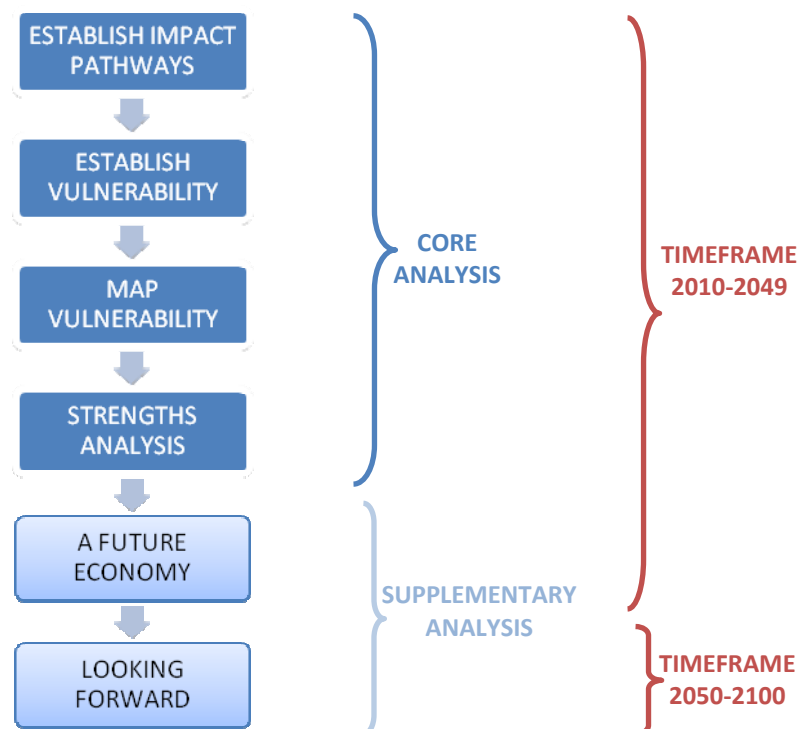 ESTABLISH IMPACT
PATHWAYS
ESTABLISH
VULNERABILITY
MAP
VULNERABILITY
STRENGTHS
ANALYSIS
A FUTURE
ECONOMY
LOOKING
FORWARD
CORE
ANALYSIS
SUPPLEMENTARY
ANALYSIS
TIMEFRAME
2010-2049
TIMEFRAME
2050-2100